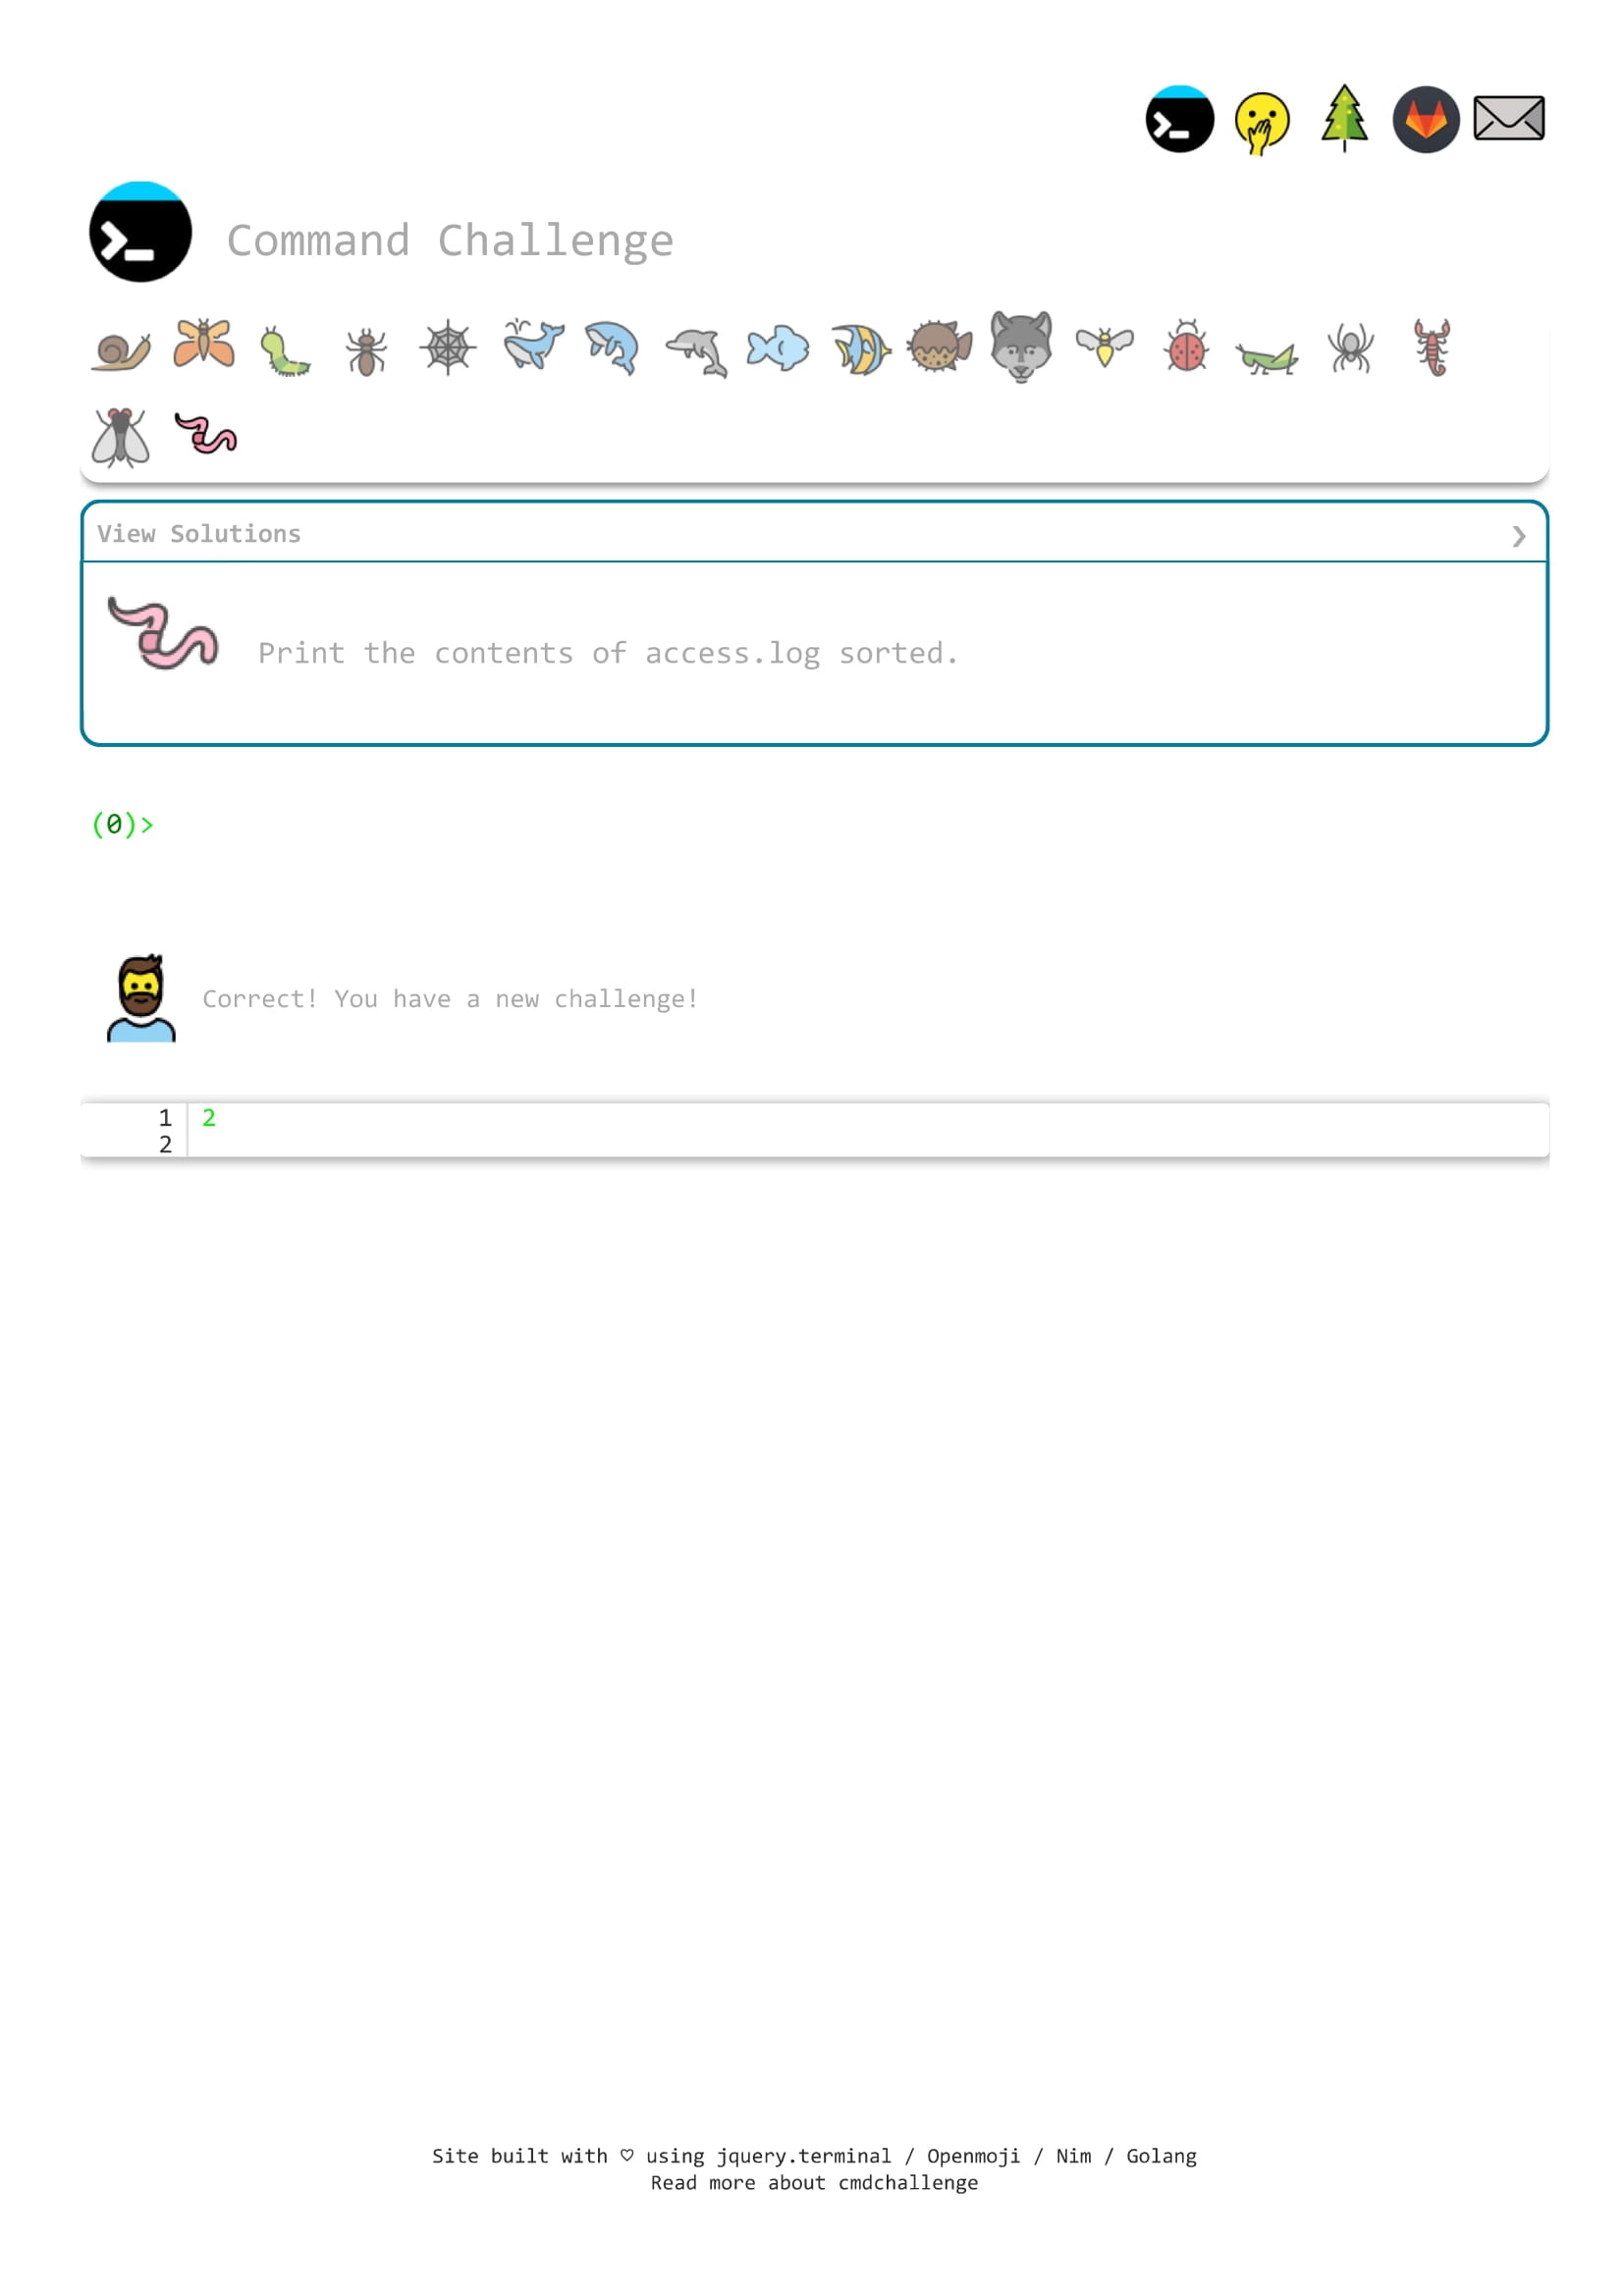 Command Challenge
View Solutions
Print the contents of access.log sorted.
(0)>
Correct! You have a new challenge!
1 2
2
Site built with ♡ using jquery.terminal / Openmoji / Nim / Golang
Read more about cmdchallenge